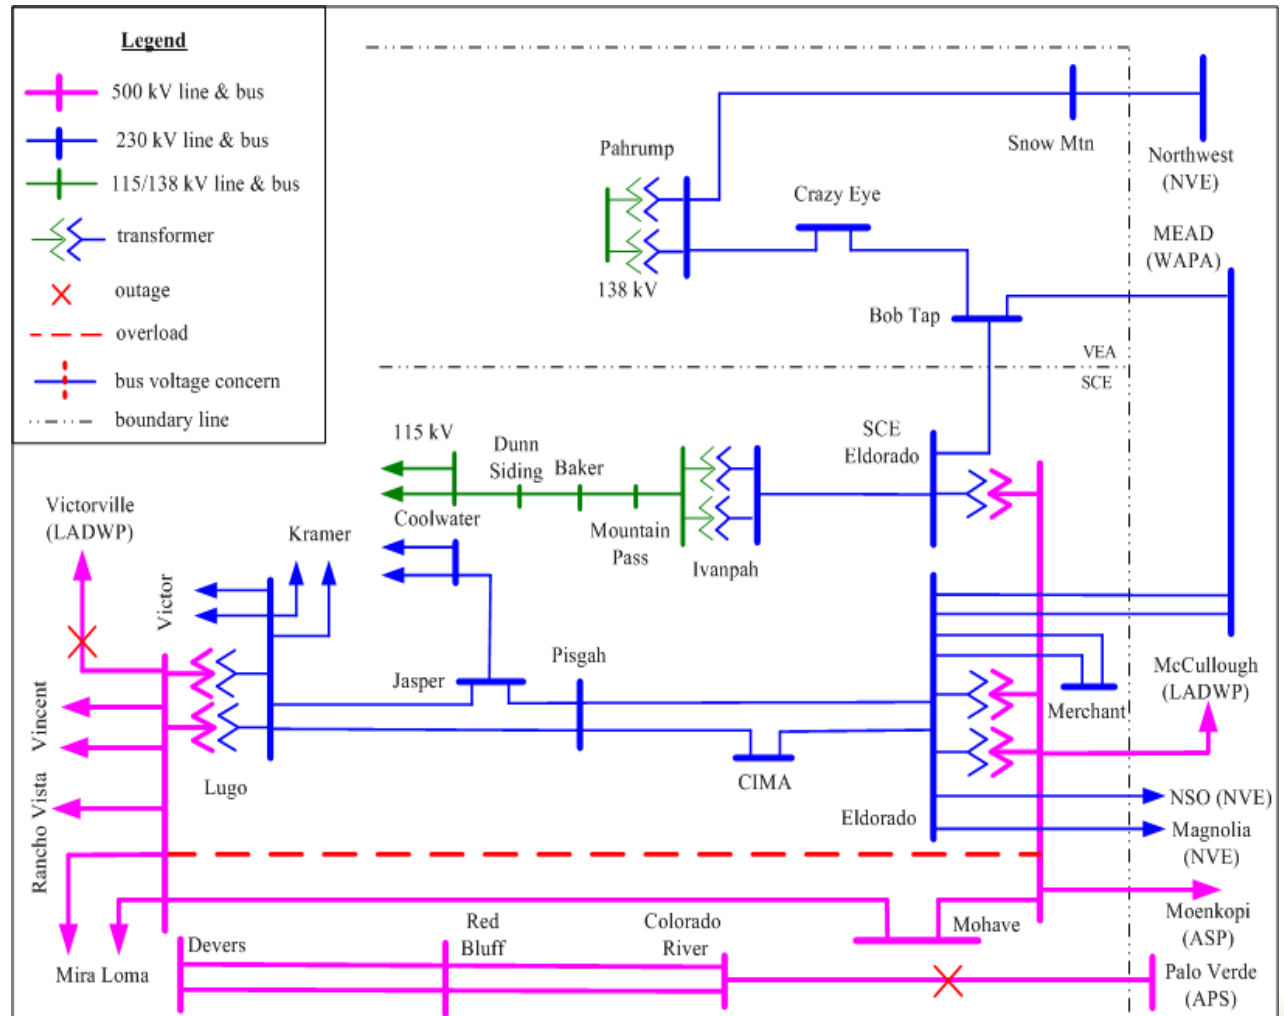 Legend
500 kV line & bus
230 kV line & bus
115/138 kV line & bus
transformer
outage
overload
bus voltage concern
boundary line
Snow Mtn
Northwest
(NVE)
Pahrump
138 kV
Crazy Eye
MEAD
(WAPA)
Bob Tap
VEA
SCE
115 kV
Dunn
Siding
Baker
SCE
Eldorado
Coolwater
Mountain
Pass
Ivanpah
Victorville
(LADWP)
Kramer
Victor
Jasper
Pisgah
McCullough
(LADWP)
Merchant
Vincent
Lugo
CIMA
Rancho Vista
Eldorado
NSO (NVE)
Magnolia
(NVE)
Mira Loma
Devers
Red
Bluff
Colorado
River
Mohave
Moenkopi
(ASP)
Palo Verde
(APS)